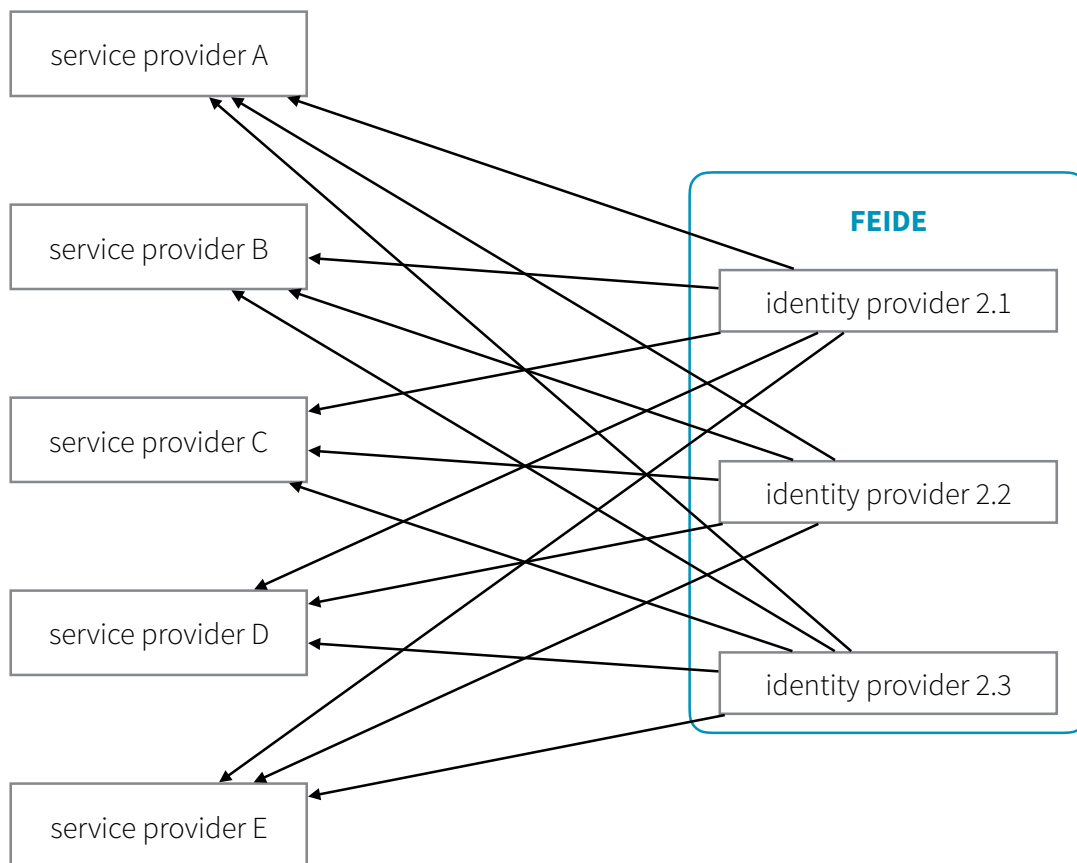 service provider A
service provider B
service provider C
service provider D
service provider E
FEIDE
identity provider 2.1
identity provider 2.2
identity provider 2.3